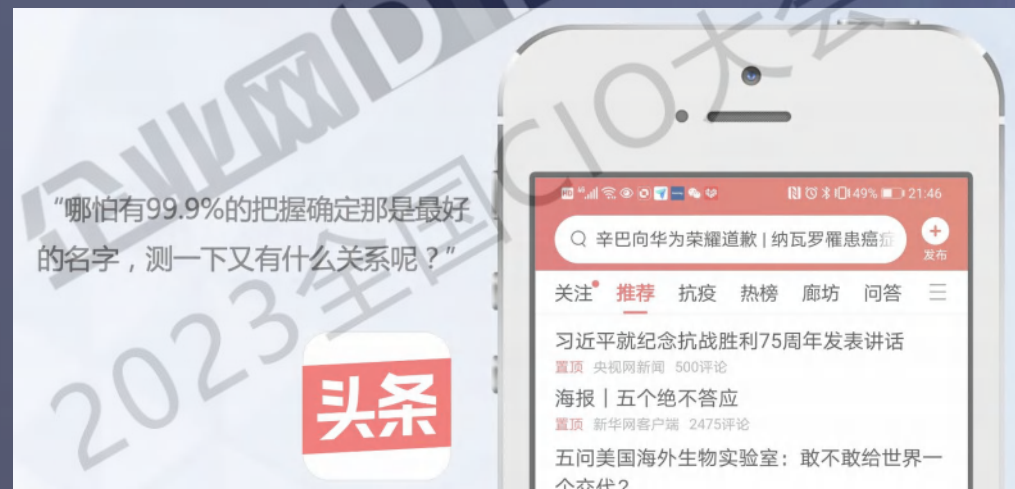 企业网D
2023全国CIO大会
“哪怕有99.9%的把握确定那是最好
的名字，测一下又有什么关系呢？”
头条
HD 49% 21:46
辛巴向华为荣耀道歉 | 纳瓦罗罹患癌症
发布
关注 推荐 抗疫 热榜 廊坊 问答
习近平就纪念抗战胜利75周年发表讲话
置顶 央视网新闻 500评论
海报 | 五个绝不答应
置顶 新华网客户端 2475评论
五问美国海外生物实验室：敢不敢给世界一
个交代？